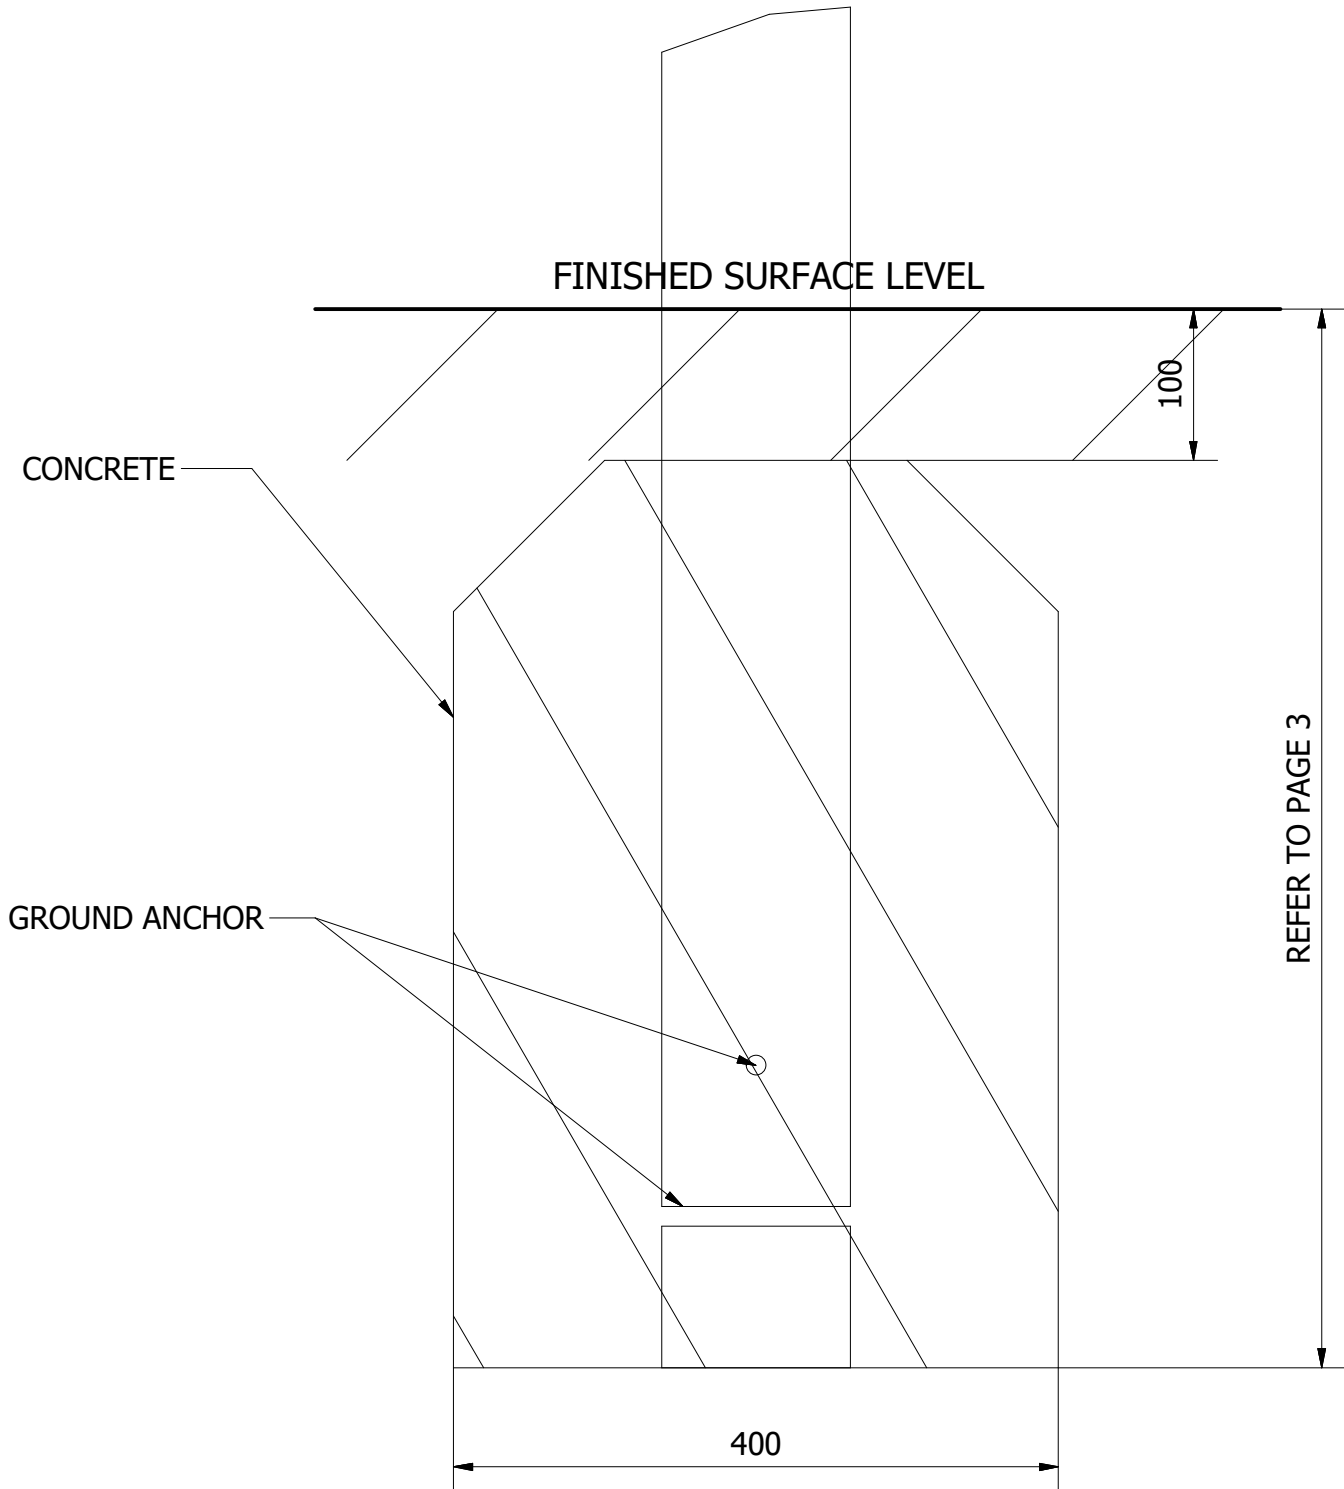 FINISHED SURFACE LEVEL
100
CONCRETE
REFER TO PAGE 3
GROUND ANCHOR
400